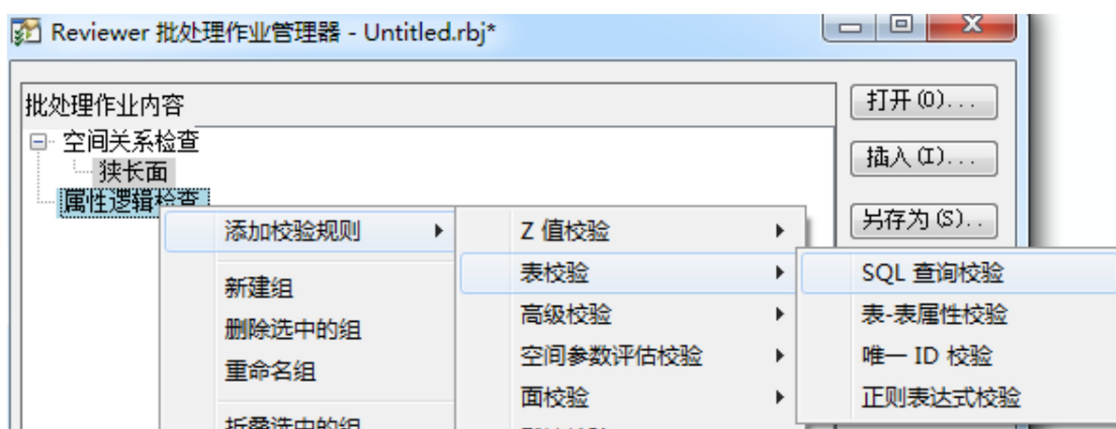 Reviewer 批处理作业管理器 - Untitled.rbj*
批处理作业内容
打开(O)...
空间关系检查
狭长面
插入(I)...
属性逻辑检查
另存为(S)..
添加校验规则
Z 值校验
表校验
SQL 查询校验
新建组
高级校验
表-表属性校验
删除选中的组
空间参数评估校验
唯一 ID 校验
重命名组
面校验
正则表达式校验
折叠选中的组